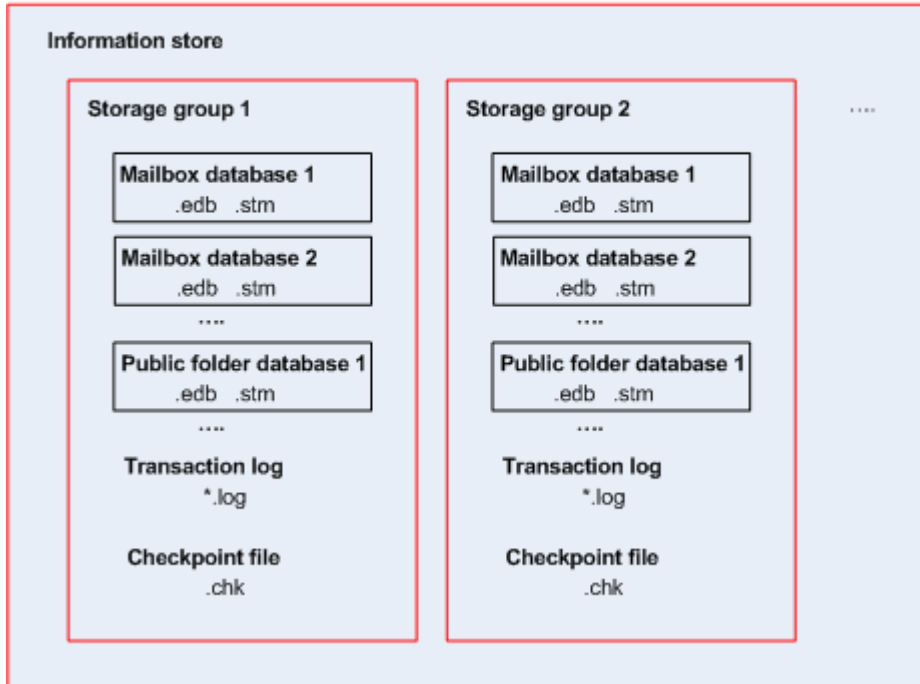 Information store
Storage group 1
Mailbox database 1
.edb .stm
Mailbox database 2
.edb .stm
....
Public folder database 1
.edb .stm
....
Transaction log
*.log
Checkpoint file
.chk
Storage group 2
Mailbox database 1
.edb .stm
Mailbox database 2
.edb .stm
....
Public folder database 1
.edb .stm
....
Transaction log
*.log
Checkpoint file
.chk
....